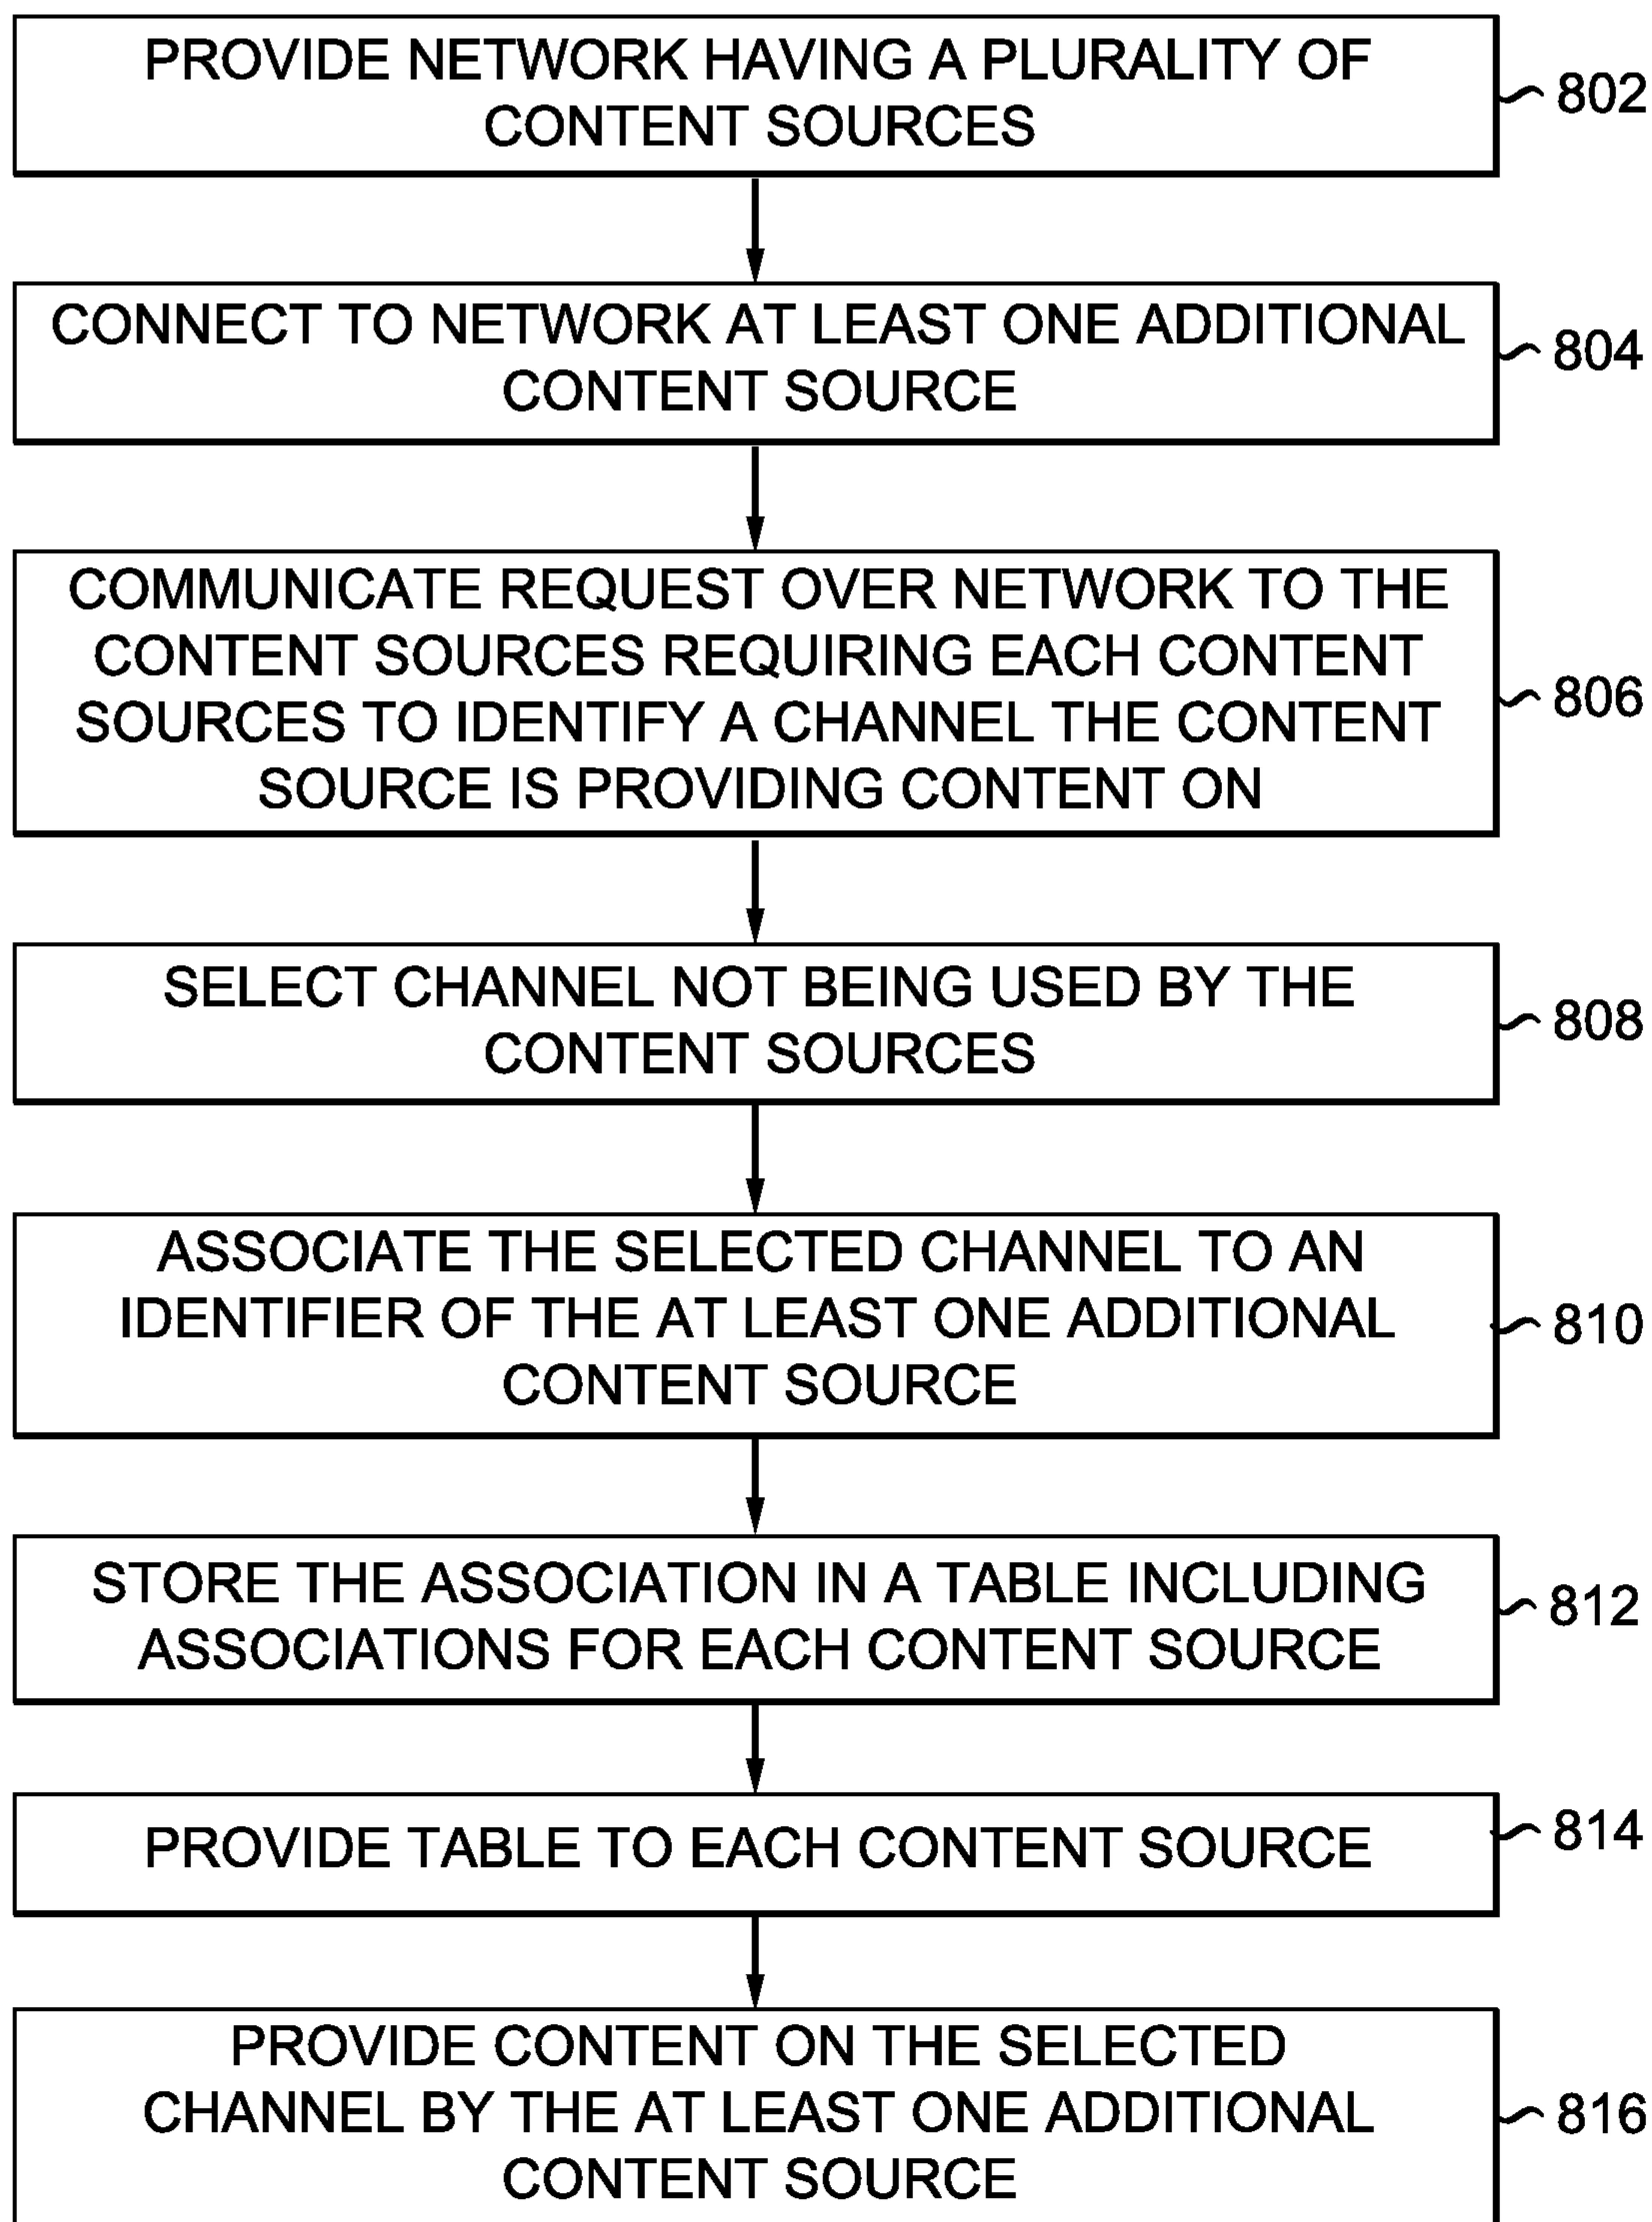 PROVIDE NETWORK HAVING A PLURALITY OF
CONTENT SOURCES
802
CONNECT TO NETWORK AT LEAST ONE ADDITIONAL
CONTENT SOURCE
804
COMMUNICATE REQUEST OVER NETWORK TO THE
CONTENT SOURCES REQUIRING EACH CONTENT
SOURCES TO IDENTIFY A CHANNEL THE CONTENT
SOURCE IS PROVIDING CONTENT ON
806
SELECT CHANNEL NOT BEING USED BY THE
CONTENT SOURCES
808
ASSOCIATE THE SELECTED CHANNEL TO AN
IDENTIFIER OF THE AT LEAST ONE ADDITIONAL
CONTENT SOURCE
810
STORE THE ASSOCIATION IN A TABLE INCLUDING
ASSOCIATIONS FOR EACH CONTENT SOURCE
812
PROVIDE TABLE TO EACH CONTENT SOURCE
814
PROVIDE CONTENT ON THE SELECTED
CHANNEL BY THE AT LEAST ONE ADDITIONAL
CONTENT SOURCE
816